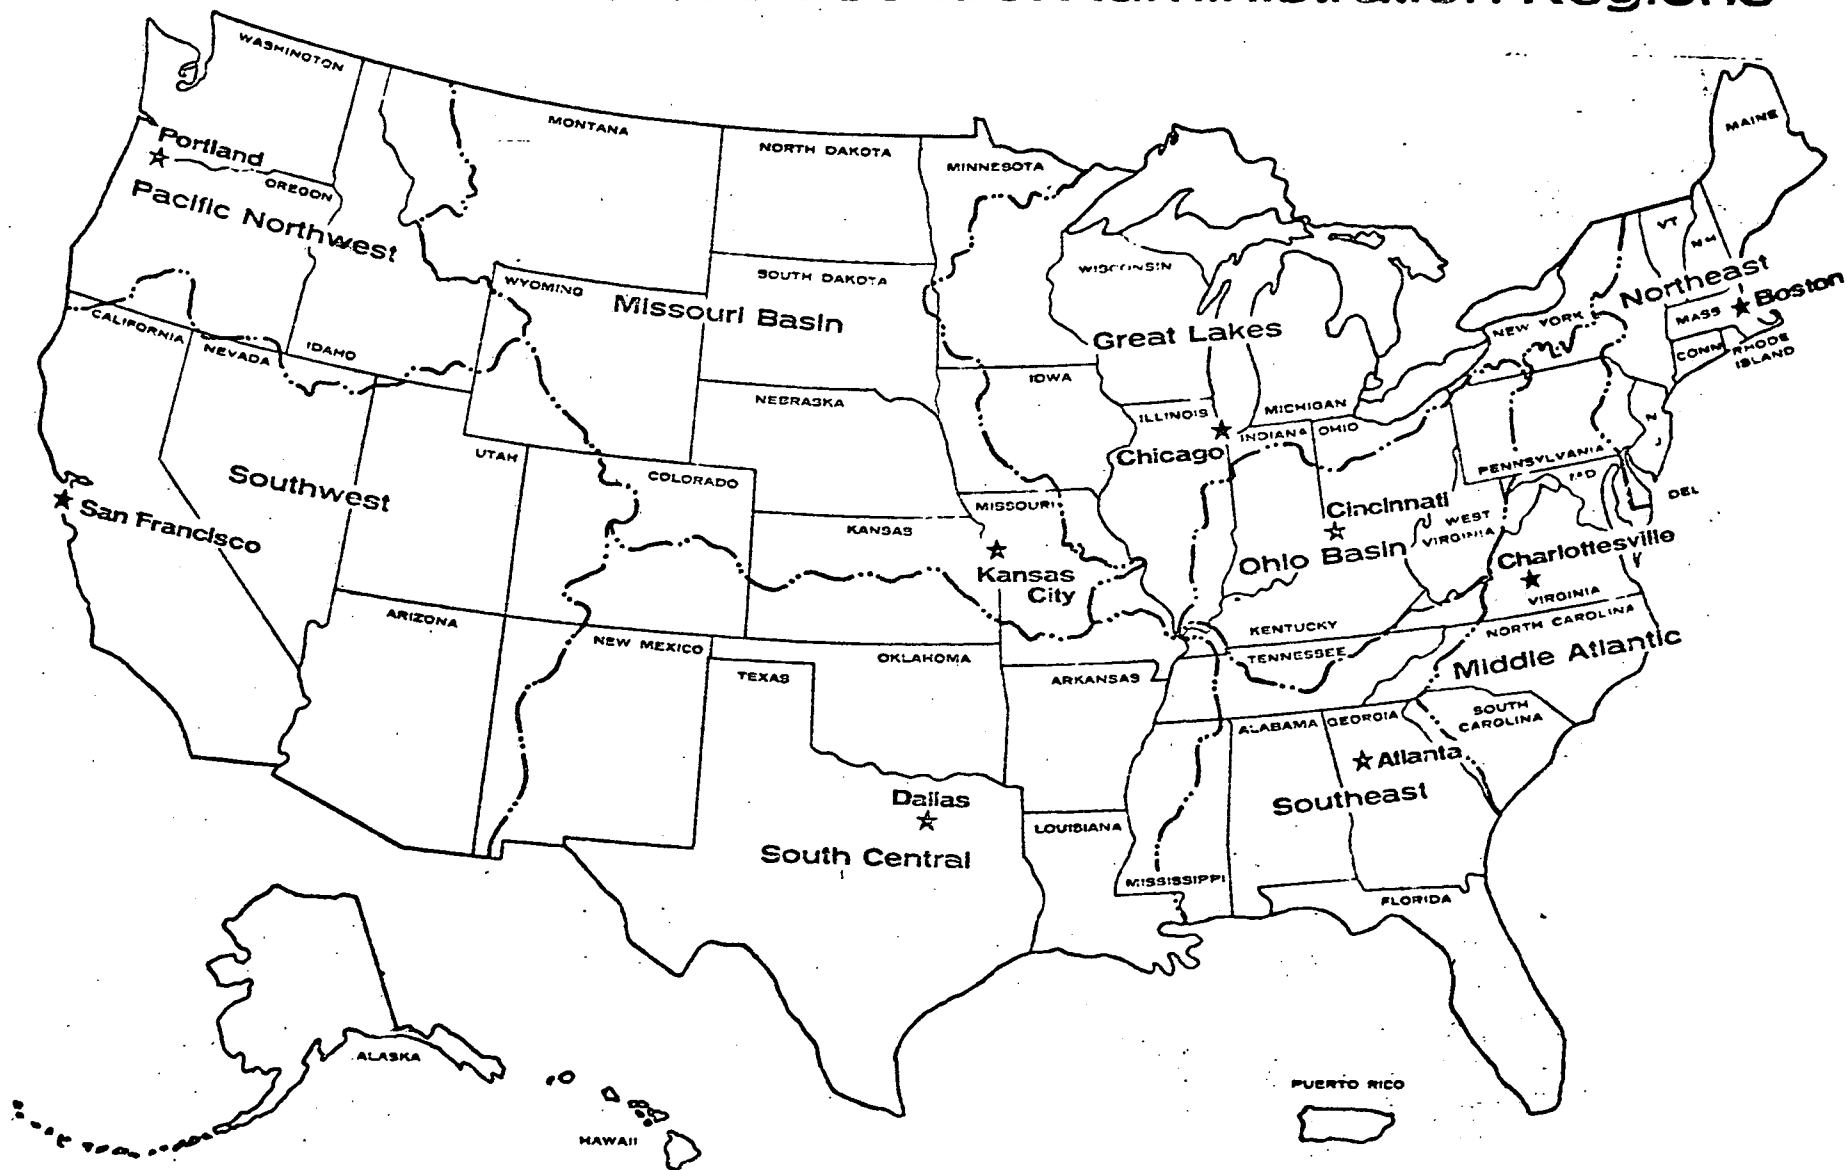 Administration Regions
WASHINGTON
MONTANA
NORTH DAKOTA
MINNESOTA
MAINE
Portland
OREGON
Pacific Northwest
VT
NH
WISCONSIN
SOUTH DAKOTA
WYOMING
Missouri Basin
Northeast
Boston
MASS
Great Lakes
NEW YORK
CONN
RHODE
ISLAND
CALIFORNIA
NEVADA
IDAHO
IOWA
NEBRASKA
ILLINOIS
MICHIGAN
INDIANA
OHIO
N
J
Chicago
PENNSYLVANIA
UTAH
COLORADO
Southwest
MD
DEL
San Francisco
MISSOURI
KANSAS
Cincinnati
WEST
VIRGINIA
Ohio Basin
Charlottesville
Kansas
City
VIRGINIA
ARIZONA
NEW MEXICO
OKLAHOMA
KENTUCKY
NORTH CAROLINA
TENNESSEE
Middle Atlantic
TEXAS
ARKANSAS
ALABAMA
GEORGIA
SOUTH
CAROLINA
Atlanta
Dallas
Southeast
LOUISIANA
South Central
MISSISSIPPI
FLORIDA
ALASKA
PUERTO RICO
HAWAII